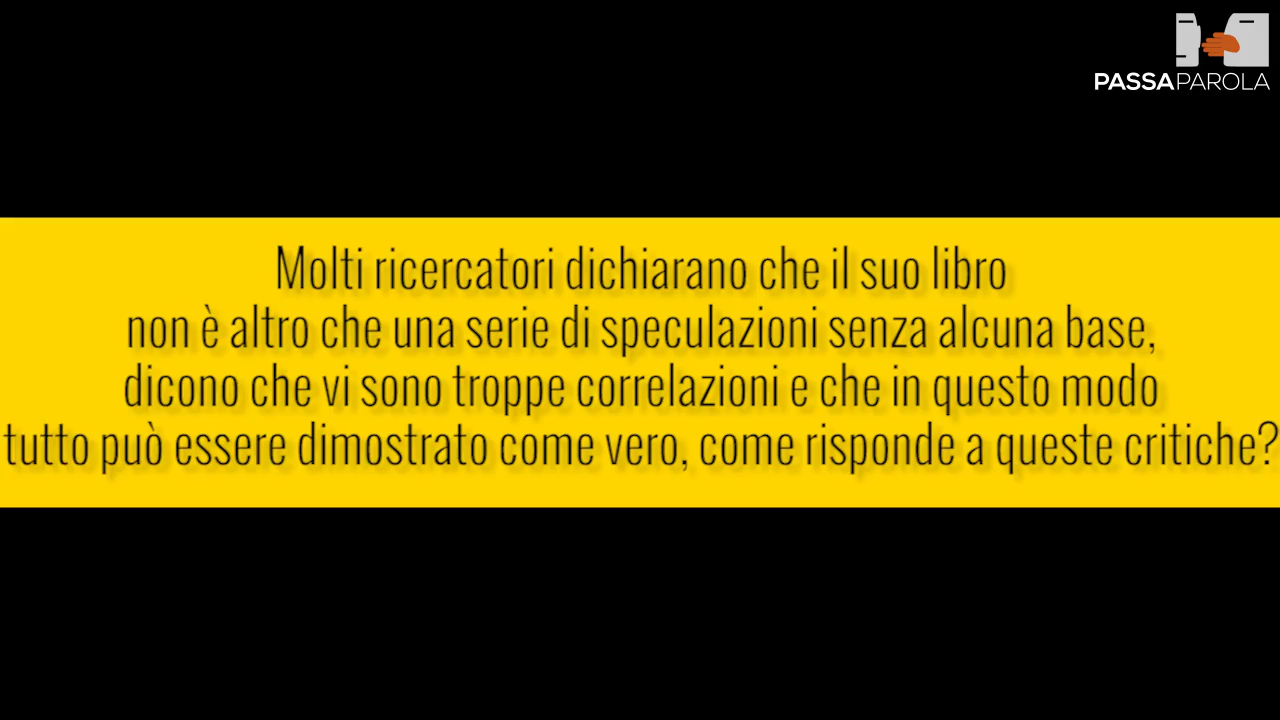 PASSAPAROLA
Molti ricercatori dichiarano che il suo libro
non è altro che una serie di speculazioni senza alcuna base,
dicono che vi sono troppe correlazioni e che in questo modo
tutto può essere dimostrato come vero, come risponde a queste critiche?